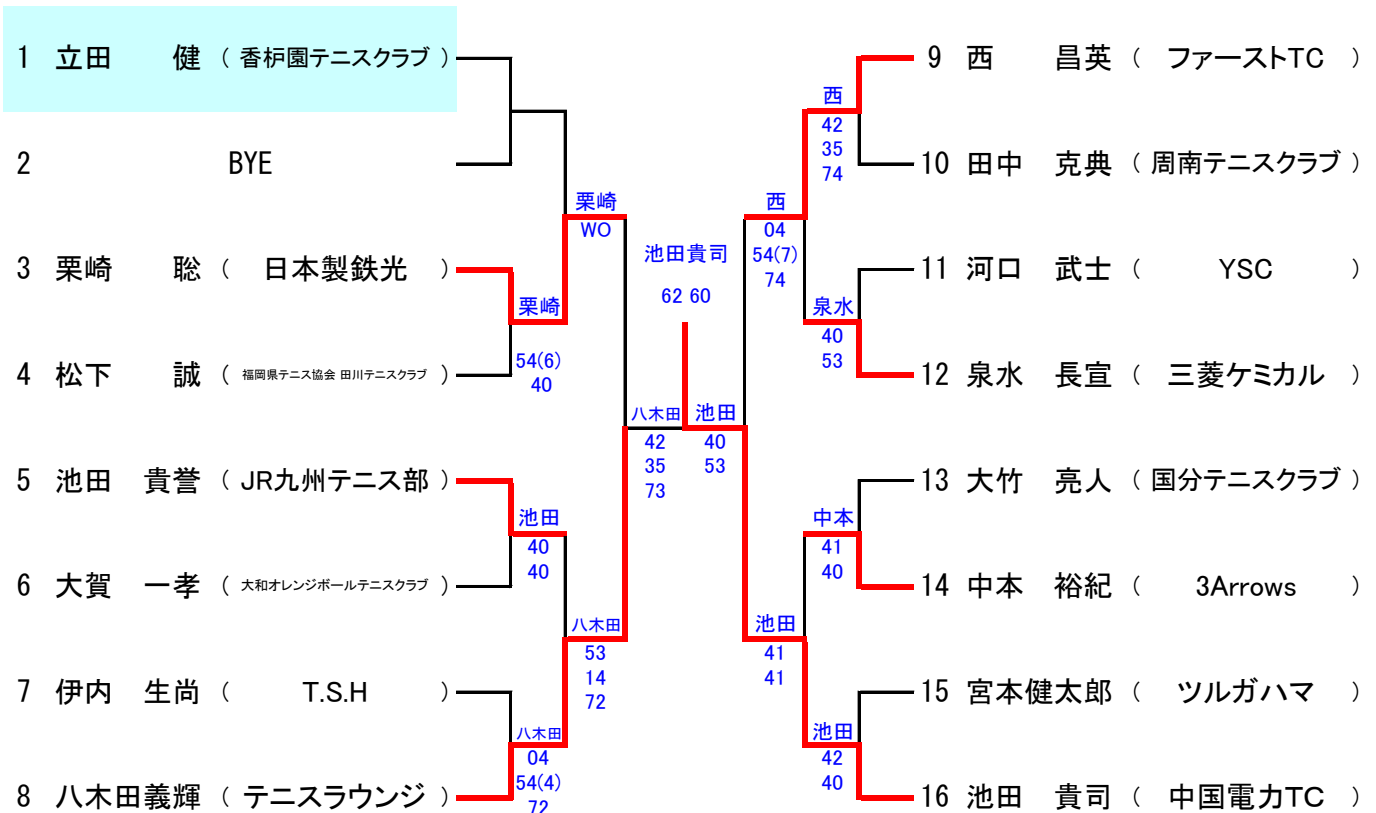 1 立田 健 ( 香枦園テニスクラブ )
2 BYE
3 栗崎 聡 ( 日本製鉄光 )
4 松下 誠 ( 福岡県テニス協会 田川テニスクラブ )
5 池田 貴誉 ( JR九州テニス部 )
6 大賀 一孝 ( 大和オレンジボールテニスクラブ )
7 伊内 生尚 ( T.S.H )
8 八木田義輝 ( テニスラウンジ )
栗崎
54(6)
40
池田
40
40
八木田
04
54(4)
72
栗崎
WO
八木田
53
14
72
八木田
42
35
73
池田貴司
62 60
池田
40
53
西
04
54(7)
74
池田
41
41
西
42
35
74
泉水
40
53
中本
41
40
池田
42
40
9 西 昌英 ( ファーストTC )
10 田中 克典 ( 周南テニスクラブ )
11 河口 武士 ( YSC )
12 泉水 長宣 ( 三菱ケミカル )
13 大竹 亮人 ( 国分テニスクラブ )
14 中本 裕紀 ( 3Arrows )
15 宮本健太郎 ( ツルガハマ )
16 池田 貴司 ( 中国電力TC )